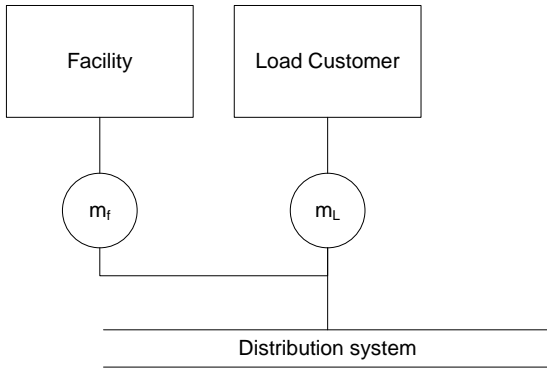 Facility
Load Customer
mf
mL
Distribution system